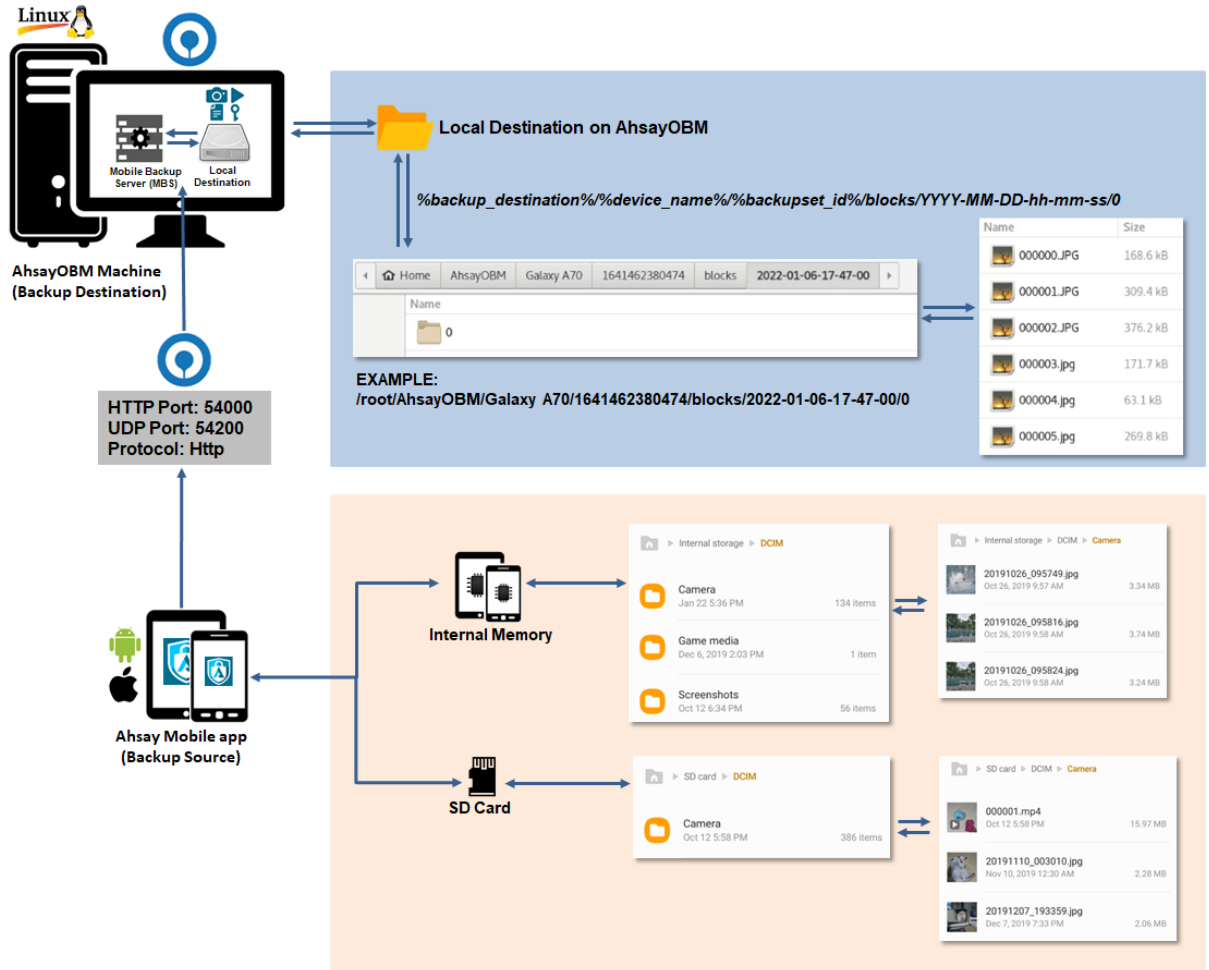 Linux
Mobile Backup
Server (MBS)
Local
Destination
AhsayOBM Machine
(Backup Destination)
HTTP Port: 54000
UDP Port: 54200
Protocol: Http
Ahsay Mobile app
(Backup Source)
Local Destination on AhsayOBM
%backup_destination%/%device_name%/%backupset_id%/blocks/YYYY-MM-DD-hh-mm-ss/0
Home AhsayOBM Galaxy A70 1641462380474 blocks 2022-01-06-17-47-00
Name
0
EXAMPLE:
/root/AhsayOBM/Galaxy A70/1641462380474/blocks/2022-01-06-17-47-00/0
Name Size
000000.JPG 168.6 kB
000001.JPG 309.4 kB
000002.JPG 376.2 kB
000003.jpg 171.7 kB
000004.jpg 63.1 kB
000005.jpg 269.8 kB
Internal Memory
Internal storage DCIM
Camera
Jan 22 5:36 PM 134 items
Game media
Dec 6, 2019 2:03 PM 1 item
Screenshots
Oct 12 6:34 PM 56 items
Internal storage DCIM Camera
20191026_095749.jpg
Oct 26, 2019 9:57 AM 3.34 MB
20191026_095816.jpg
Oct 26, 2019 9:58 AM 3.74 MB
20191026_095824.jpg
Oct 26, 2019 9:58 AM 3.24 MB
SD Card
SD card DCIM
Camera
Oct 12 5:58 PM 386 items
SD card DCIM Camera
000001.mp4
Oct 12 5:58 PM 15.97 MB
20191110_003010.jpg
Nov 10, 2019 12:30 AM 2.28 MB
20191207_193359.jpg
Dec 7, 2019 7:33 PM 2.06 MB